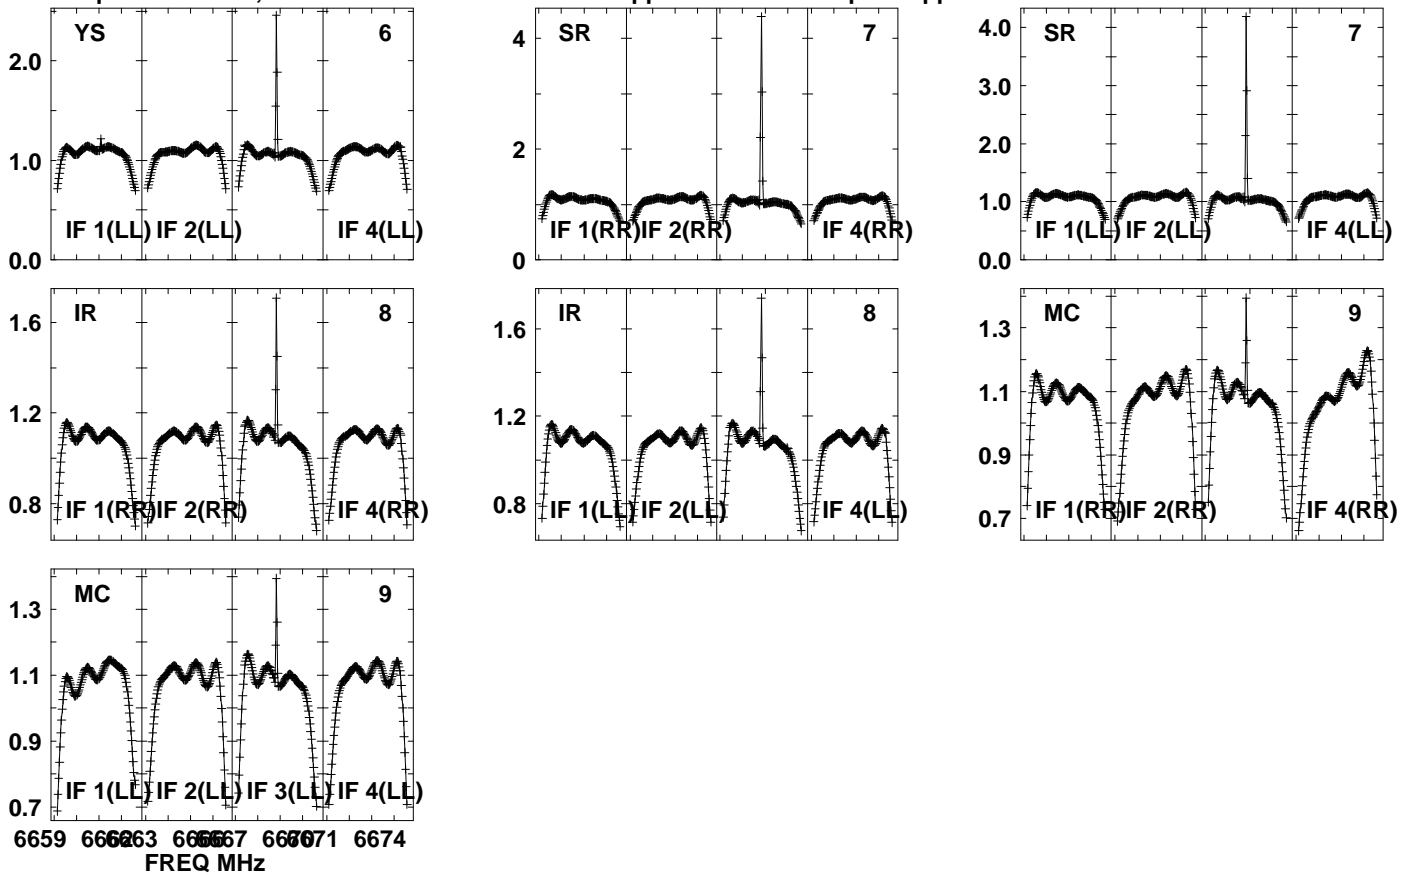 YS 6
2.0
1.0
0.0
IF 1(LL) IF 2(LL) IF 4(LL)
SR 7
4
2
0
IF 1(RR) IF 2(RR) IF 4(RR)
SR 7
4.0
3.0
2.0
1.0
0.0
IF 1(LL) IF 2(LL) IF 4(LL)
IR 8
1.6
1.2
0.8
IF 1(RR) IF 2(RR) IF 4(RR)
IR 8
1.6
1.2
0.8
IF 1(LL) IF 2(LL) IF 4(LL)
MC 9
1.3
1.1
0.9
0.7
IF 1(RR) IF 2(RR) IF 4(RR)
MC 9
1.3
1.1
0.9
0.7
IF 1(LL) IF 2(LL) IF 3(LL) IF 4(LL)
6659 6662 6663 6666 6667 6670 6671 6674
FREQ MHz